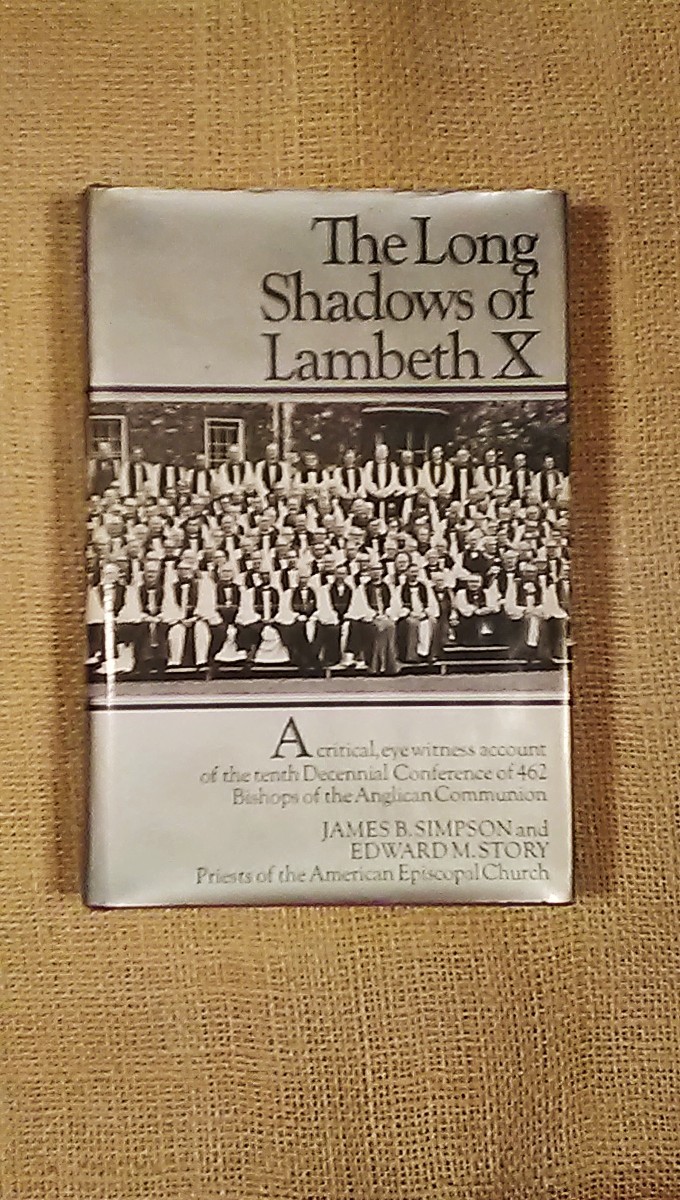 The Long
Shadows of
Lambeth X
A critical, eyewitness account
of the tenth Decennial Conference of 462
Bishops of the Anglican Communion
JAMES B. SIMPSON and
EDWARD M. STORY
Priests of the American Episcopal Church